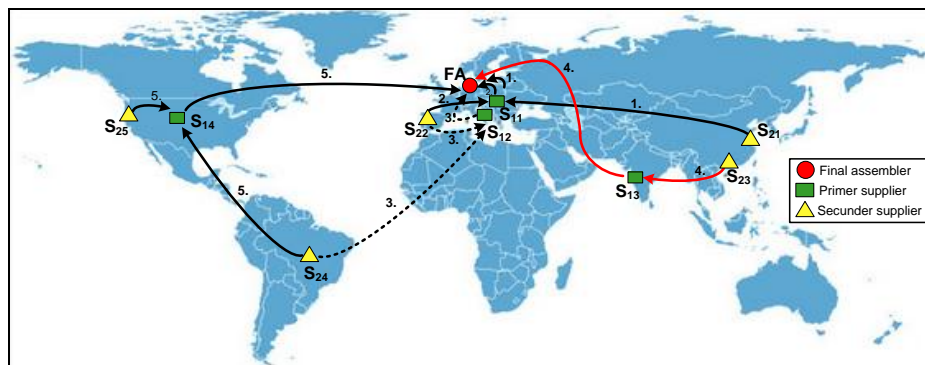 4.
5.
FA
1.
5.
2.
2.
1.
S25
S14
3.
S11
S22
S12
S21
3.
S23
Final assembler
4.
S13
Primer supplier
5.
3.
Secunder supplier
S24